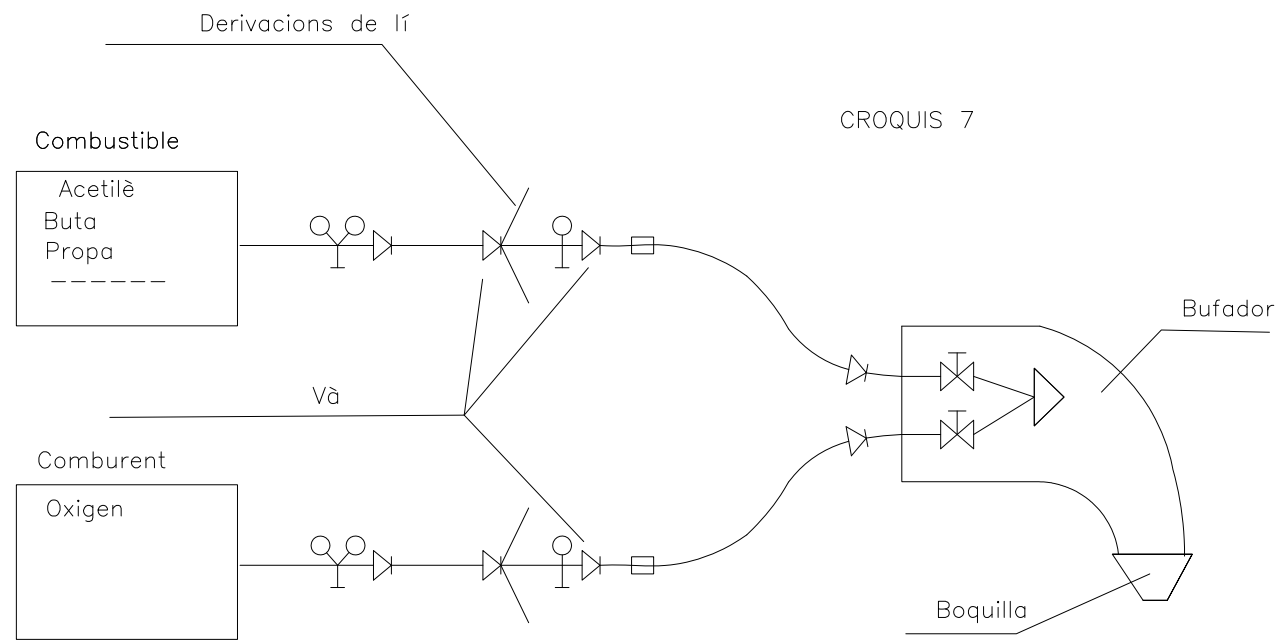 Derivacions de lí
CROQUIS 7
Combustible
Acetilè
Buta
Propa
Bufador
Và
Comburent
Oxigen
Boquilla